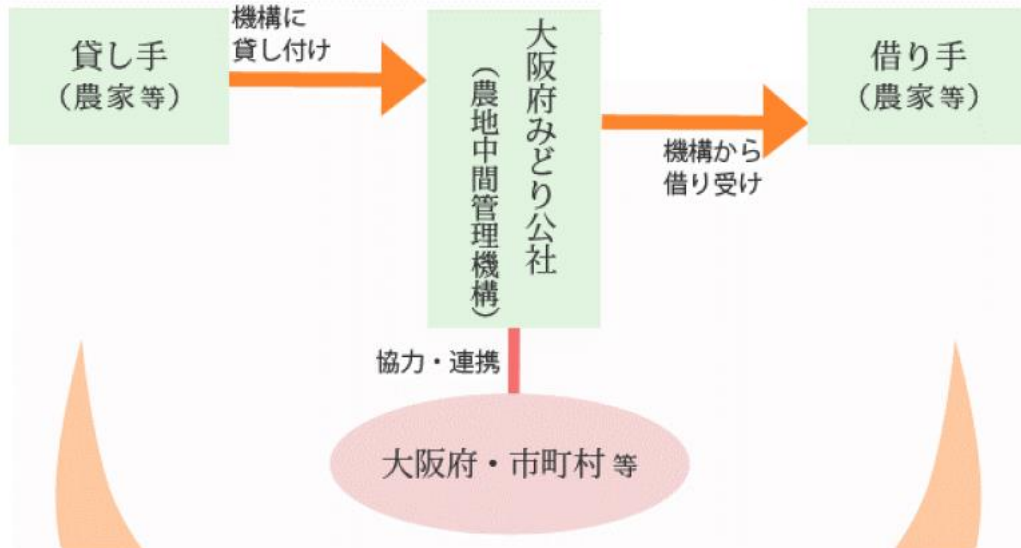 貸し手
（農家等）
機構に
貸し付け
大阪府みどり公社
（農地中間管理機構）
機構から
借り受け
借り手
（農家等）
協力・連携
大阪府・市町村 等